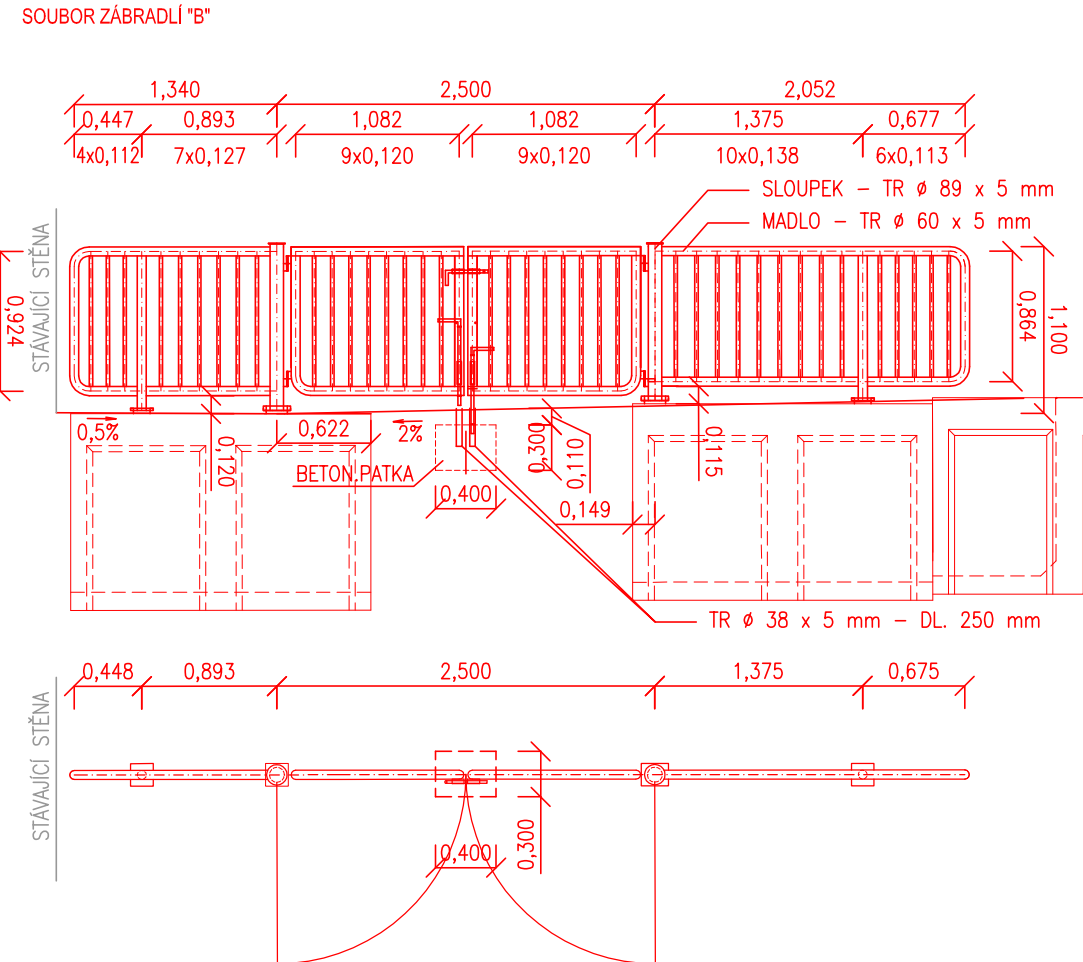 SOUBOR ZÁBRADLÍ "B"
1,340 2,500 2,052
0,447 0,893 1,082 1,082 1,375 0,677
4x0,112 7x0,127 9x0,120 9x0,120 10x0,138 6x0,113
SLOUPEK – TR ø 89 x 5 mm
MADLO – TR ø 60 x 5 mm
STÁVAJÍCÍ STĚNA
0,924
0,864
1,100
0,5%
0,120
0,622
2%
BETON.PATKA
0,400
0,300
0,110
0,149
0,115
TR ø 38 x 5 mm – DL. 250 mm
0,448 0,893 2,500 1,375 0,675
STÁVAJÍCÍ STĚNA
0,400
0,300